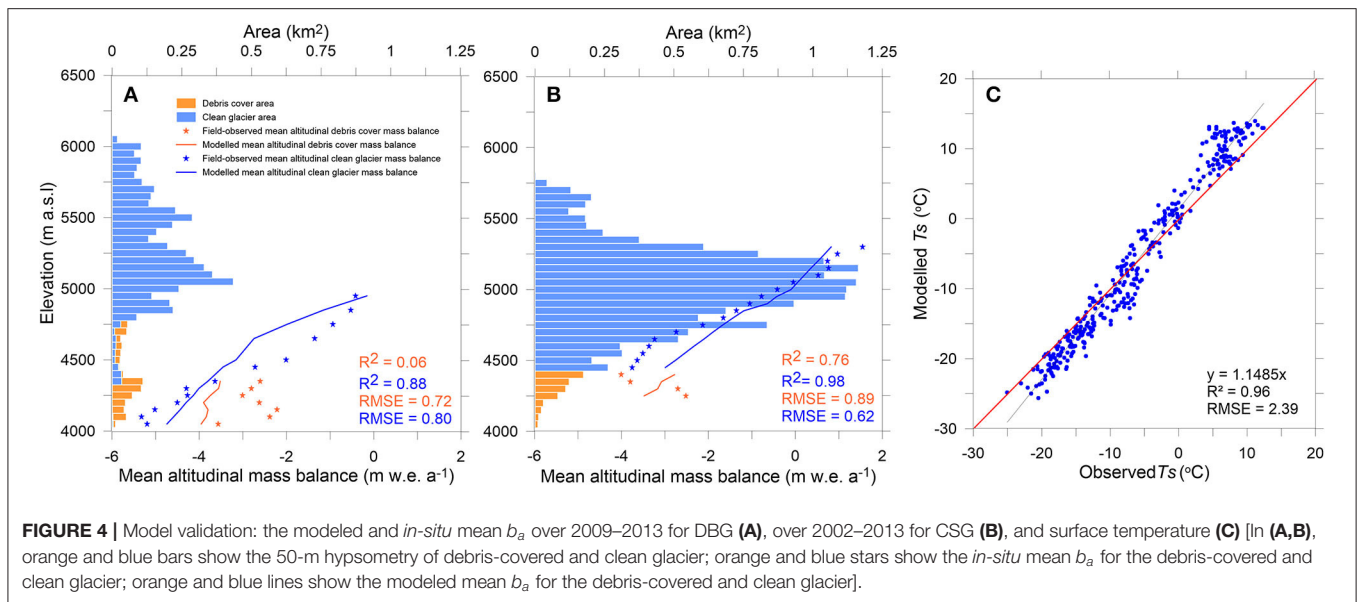 Area (km²)
0 0.25 0.5 0.75 1 1.25
Area (km²)
0 0.25 0.5 0.75 1 1.25
6500
6000
5500
5000
4500
4000
Elevation (m a.s.l)
A
Debris cover area
Clean glacier area
Field-observed mean altitudinal debris cover mass balance
Modelled mean altitudinal debris cover mass balance
Field-observed mean altitudinal clean glacier mass balance
Modelled mean altitudinal clean glacier mass balance
R² = 0.06
R² = 0.88
RMSE = 0.72
RMSE = 0.80
-6 -4 -2 0 2
Mean altitudinal mass balance (m w.e. a⁻¹)
6500
6000
5500
5000
4500
4000
B
R² = 0.76
R²= 0.98
RMSE = 0.89
RMSE = 0.62
-6 -4 -2 0 2
Mean altitudinal mass balance (m w.e. a⁻¹)
20
10
0
-10
-20
-30
Modelled Ts (°C)
C
y = 1.1485x
R² = 0.96
RMSE = 2.39
-30 -20 -10 0 10 20
Observed Ts (°C)
FIGURE 4 | Model validation: the modeled and in-situ mean bₐ over 2009–2013 for DBG (A), over 2002–2013 for CSG (B), and surface temperature (C) [In (A,B),
orange and blue bars show the 50-m hypsometry of debris-covered and clean glacier; orange and blue stars show the in-situ mean bₐ for the debris-covered and
clean glacier; orange and blue lines show the modeled mean bₐ for the debris-covered and clean glacier].